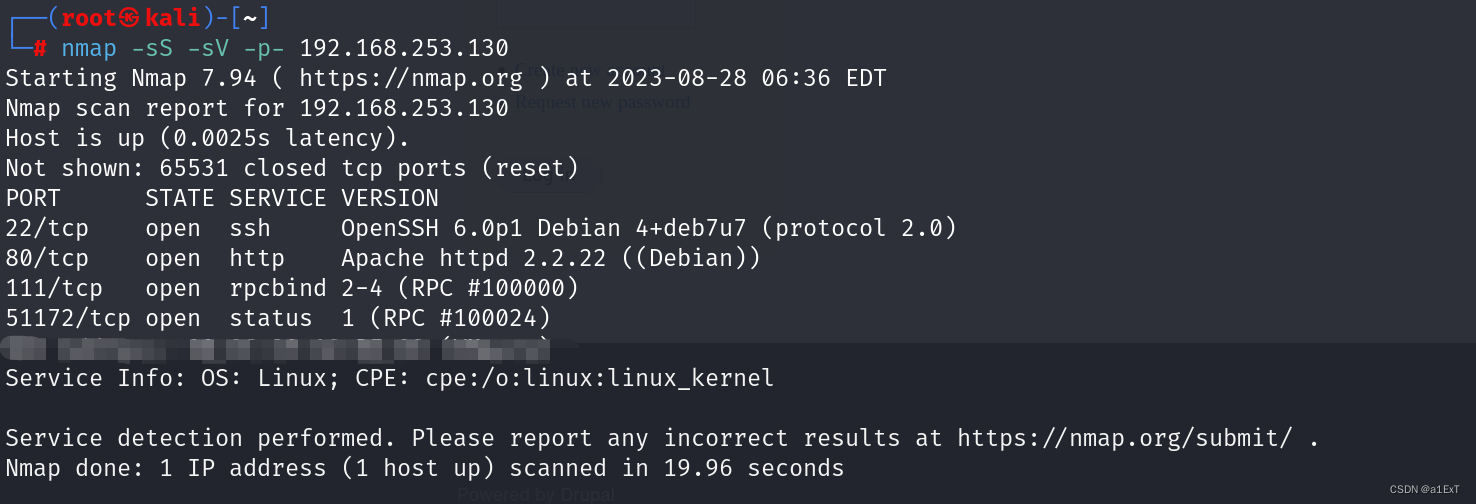 ┌──(root㉿kali)-[~]
└─# nmap -sS -sV -p- 192.168.253.130
Starting Nmap 7.94 ( https://nmap.org ) at 2023-08-28 06:36 EDT
Nmap scan report for 192.168.253.130
Request new password
Host is up (0.0025s latency).
Not shown: 65531 closed tcp ports (reset)
PORT      STATE SERVICE VERSION
22/tcp    open  ssh     OpenSSH 6.0p1 Debian 4+deb7u7 (protocol 2.0)
80/tcp    open  http    Apache httpd 2.2.22 ((Debian))
111/tcp   open  rpcbind 2-4 (RPC #100000)
51172/tcp open  status  1 (RPC #100024)
Service Info: OS: Linux; CPE: cpe:/o:linux:linux_kernel
Service detection performed. Please report any incorrect results at https://nmap.org/submit/ .
Nmap done: 1 IP address (1 host up) scanned in 19.96 seconds
Powered by Drupal
CSDN @a1ExT